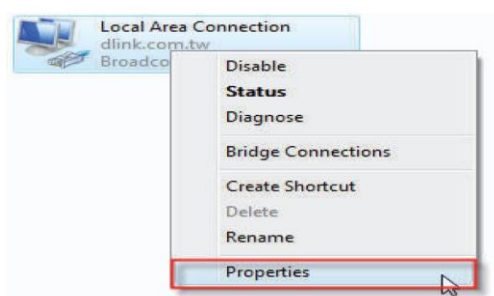 Local Area Connection
dlink.com.tw
Broadco
Disable
Status
Diagnose
Bridge Connections
Create Shortcut
Delete
Rename
Properties